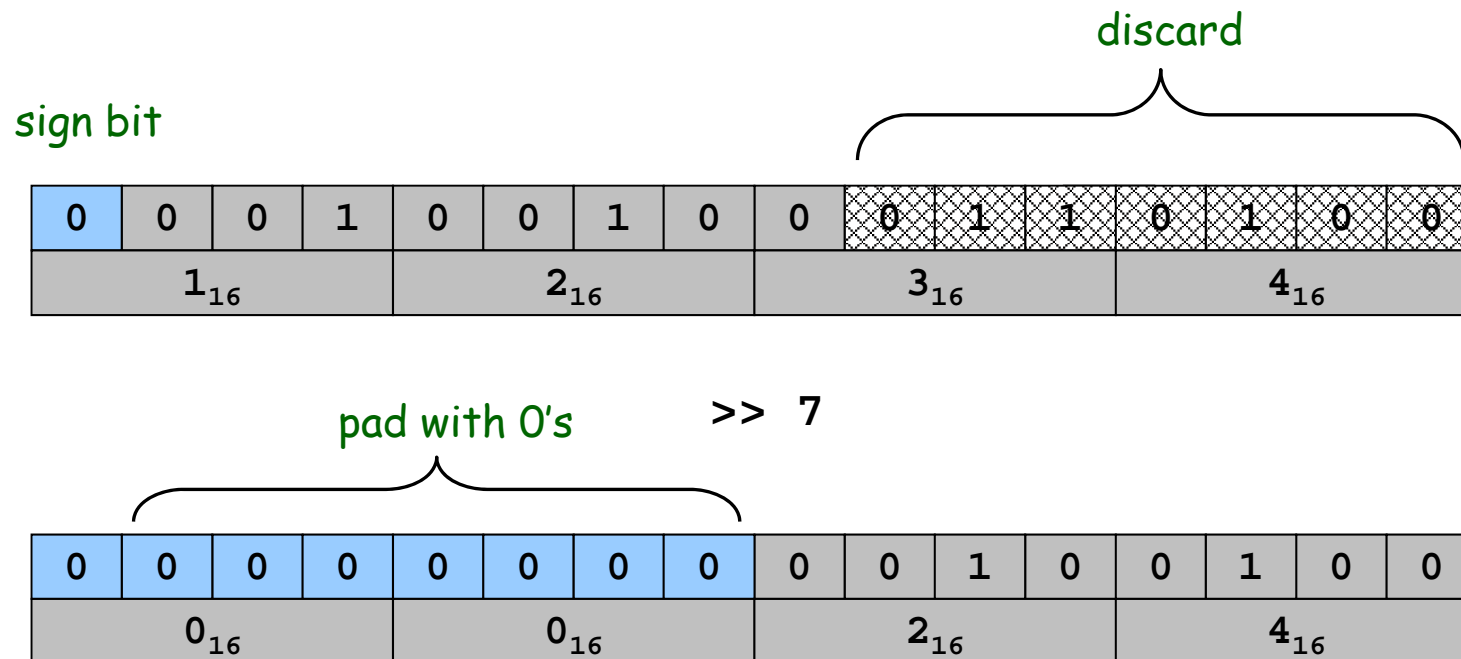 discard
sign bit
0 0 0 1 0 0 1 0 0 0 1 1 0 1 0 0
1₁₆ 2₁₆ 3₁₆ 4₁₆
>> 7
pad with 0's
0 0 0 0 0 0 0 0 0 0 1 0 0 1 0 0
0₁₆ 0₁₆ 2₁₆ 4₁₆